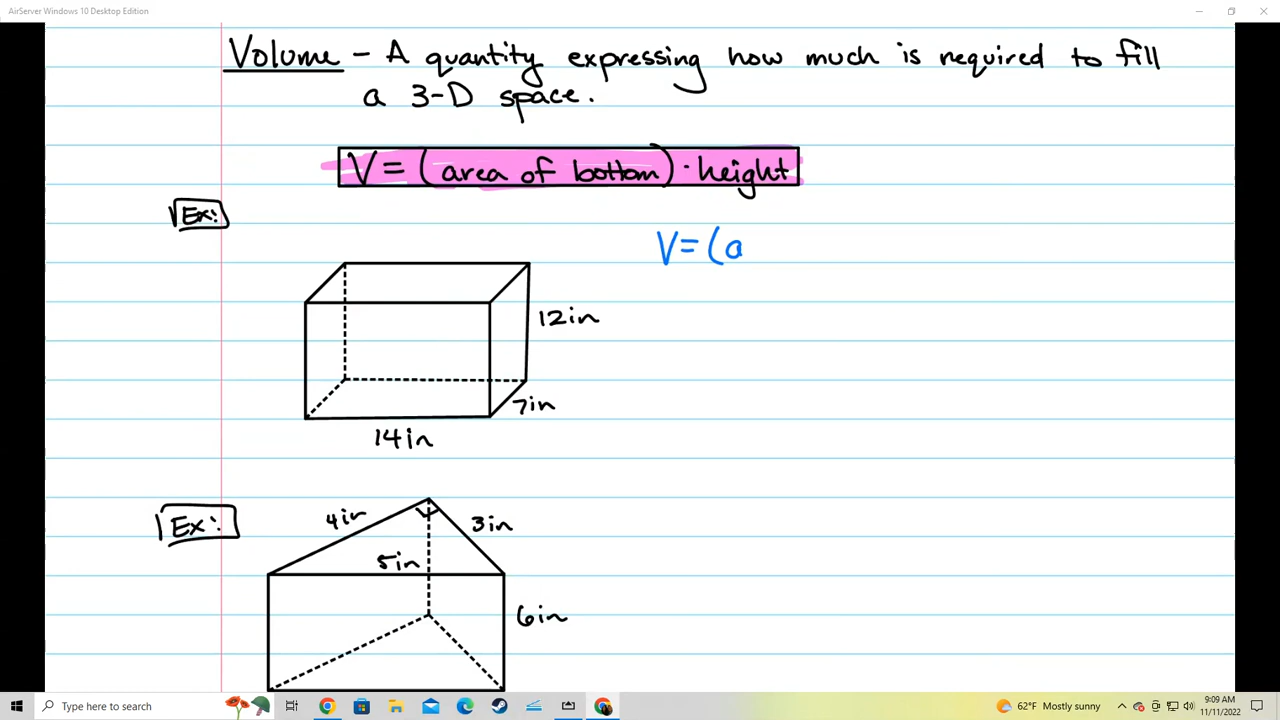 AirServer Windows 10 Desktop Edition
Volume - A quantity expressing how much is required to fill
a 3-D space.
V = (area of bottom) · height
Ex:
V = (a
12in
7in
14in
Ex:
4in
3in
5in
6in
Type here to search
62°F Mostly sunny
9:09 AM
11/11/2022